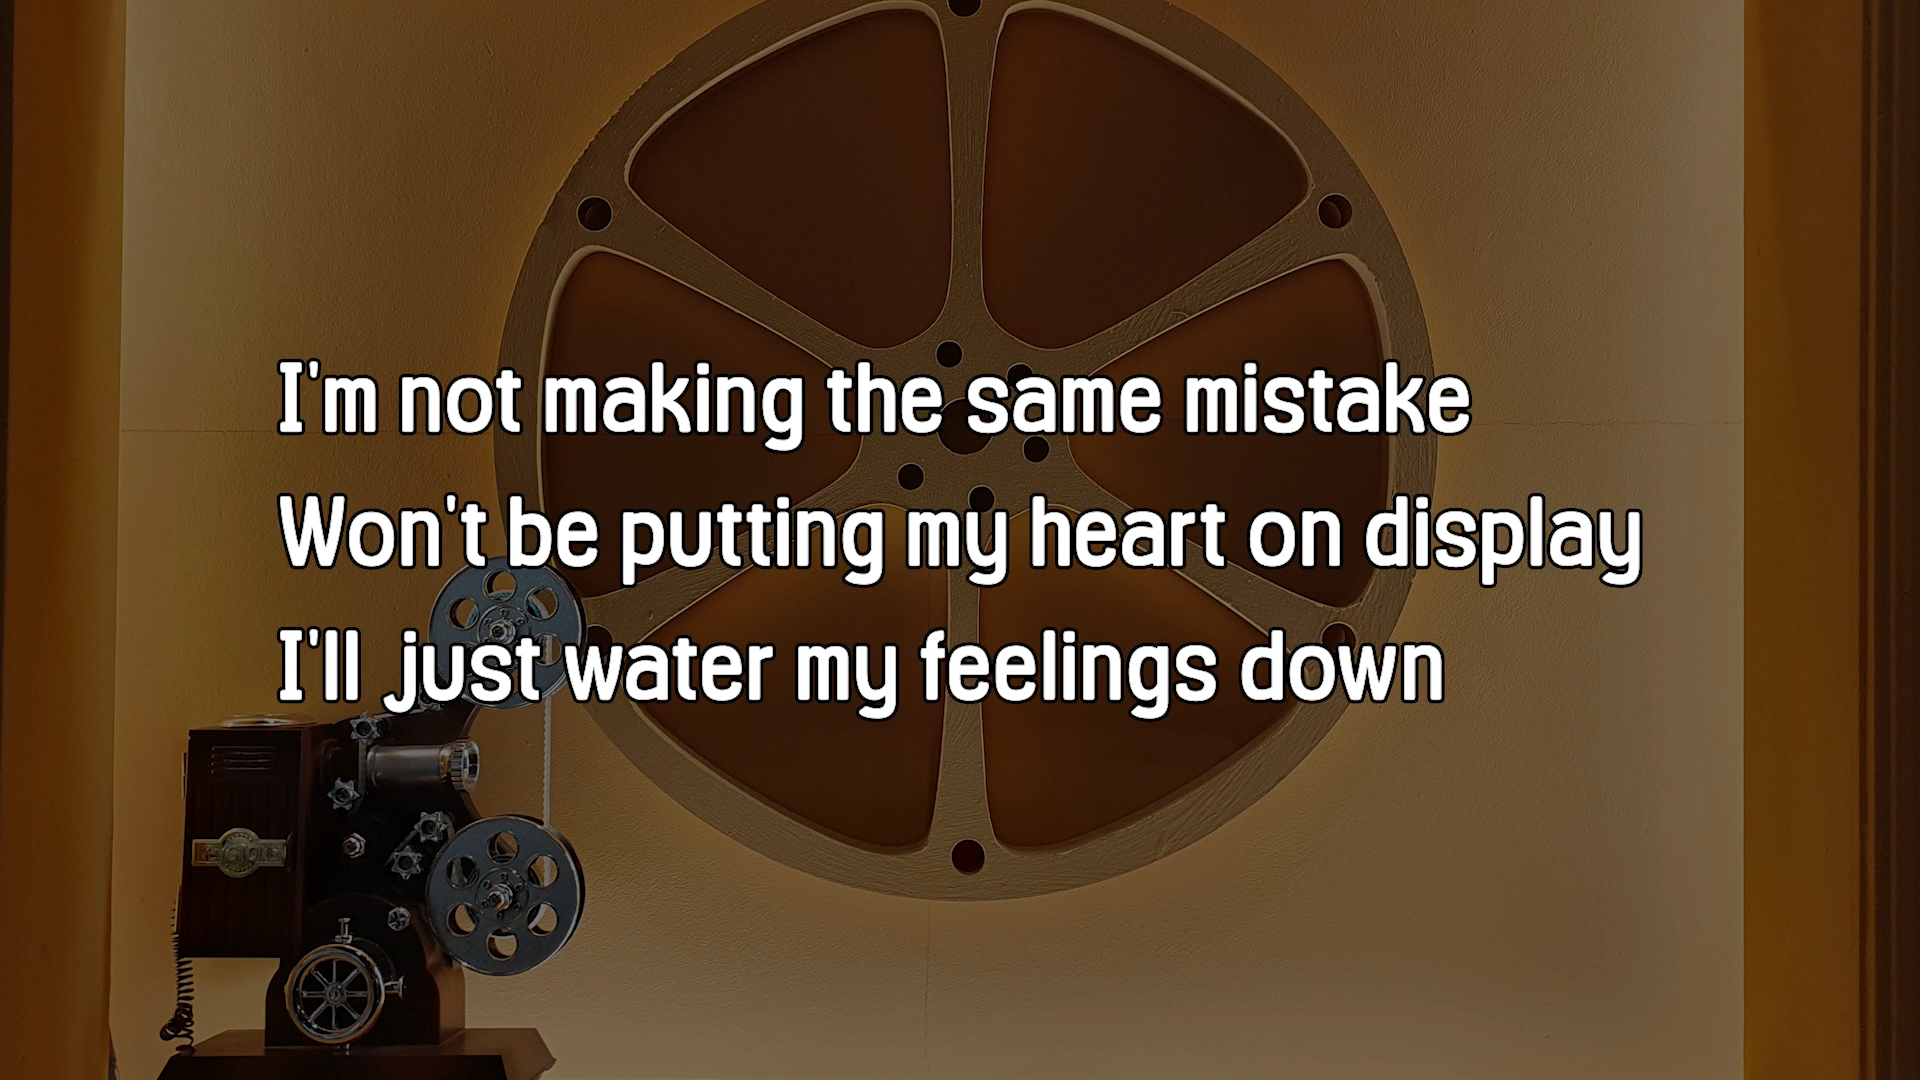 I'm not making the same mistake
Won't be putting my heart on display
I'll just water my feelings down